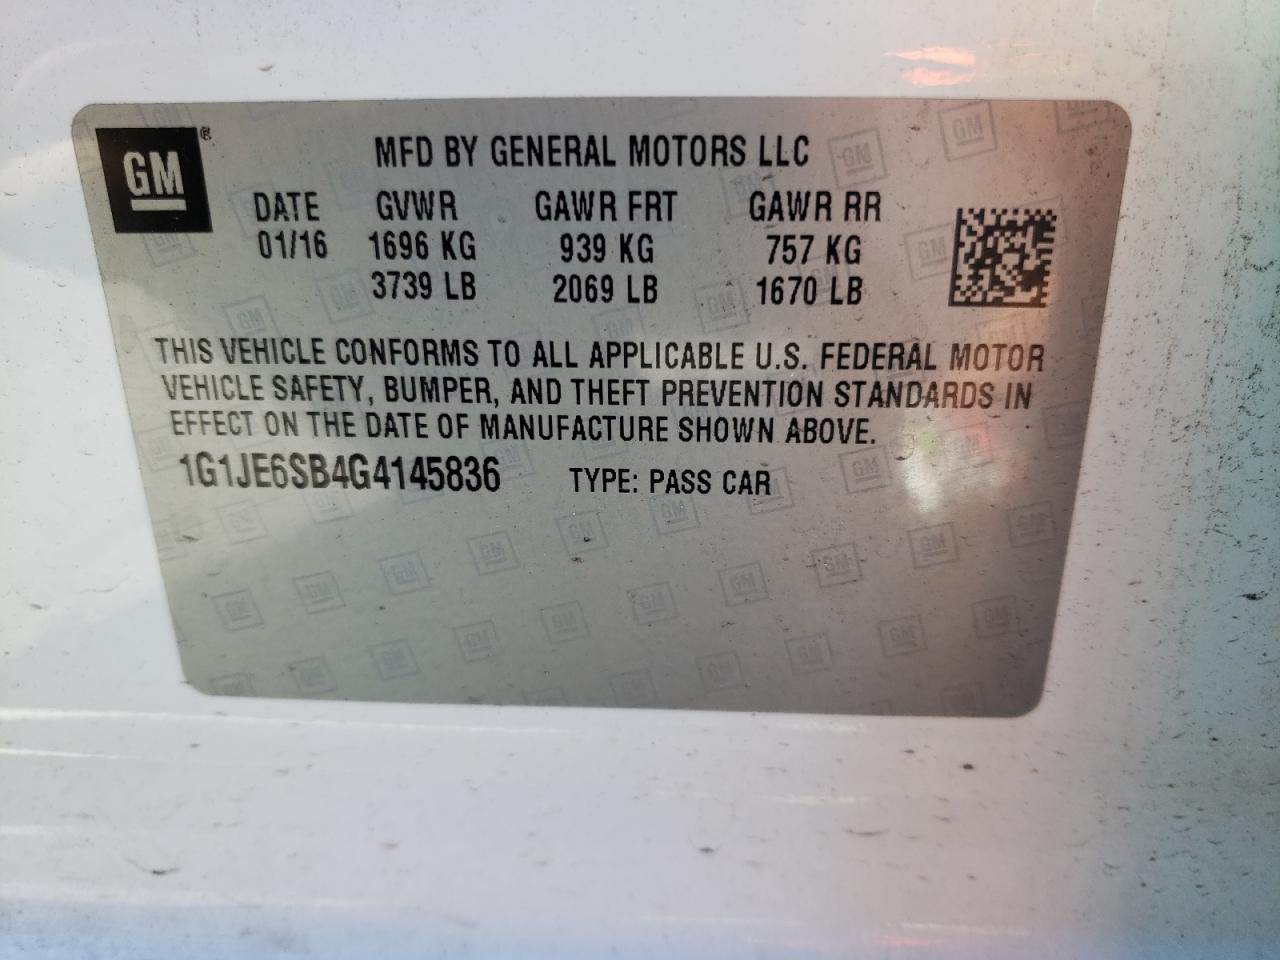 GM®
MFD BY GENERAL MOTORS LLC
DATE GVWR GAWR FRT GAWR RR
01/16 1696 KG 939 KG 757 KG
3739 LB 2069 LB 1670 LB
THIS VEHICLE CONFORMS TO ALL APPLICABLE U.S. FEDERAL MOTOR
VEHICLE SAFETY, BUMPER, AND THEFT PREVENTION STANDARDS IN
EFFECT ON THE DATE OF MANUFACTURE SHOWN ABOVE.
1G1JE6SB4G4145836 TYPE: PASS CAR